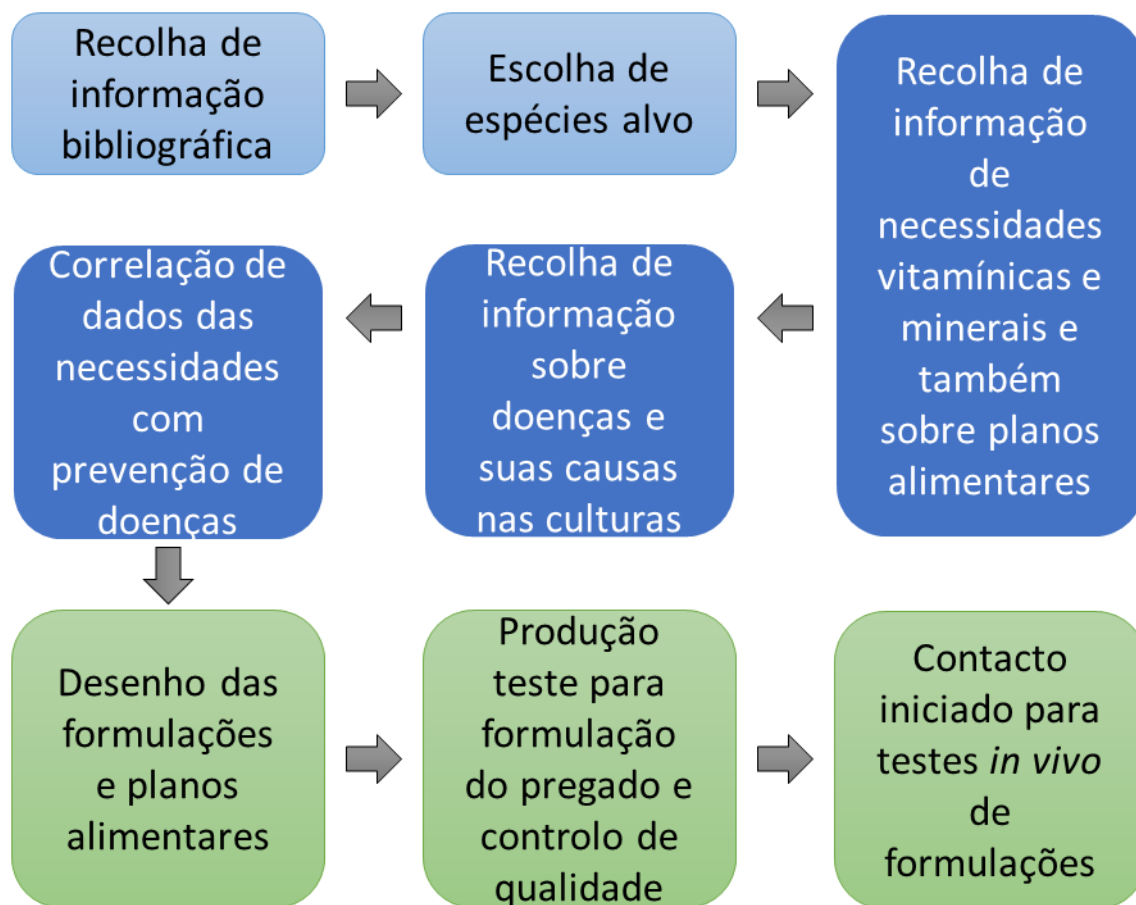 Recolha de
informação
bibliográfica
Escolha de
espécies alvo
Recolha de
informação
de
necessidades
vitamínicas e
minerais e
também
sobre planos
alimentares
Recolha de
informação
sobre
doenças e
suas causas
nas culturas
Correlação de
dados das
necessidades
com
prevenção de
doenças
Desenho das
formulações
e planos
alimentares
Produção
teste para
formulação
do pregado e
controlo de
qualidade
Contacto
iniciado para
testes in vivo
de
formulações